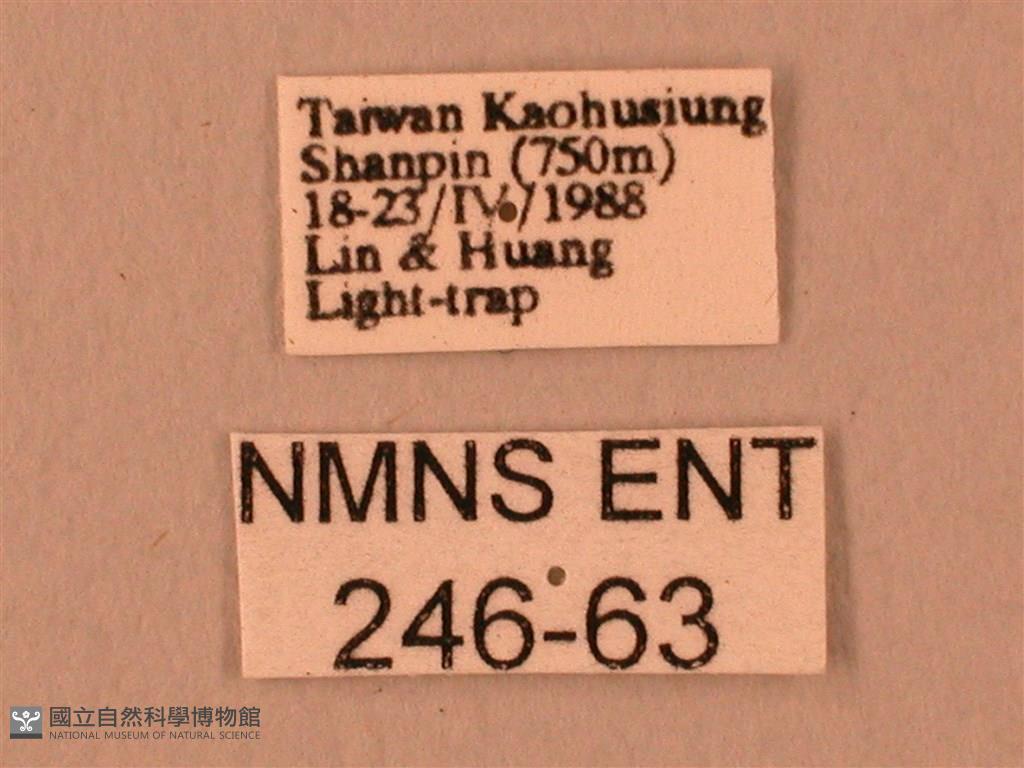 Taiwan Kaohusiung
Shanpin (750m)
18-23/IV./1988
Lin & Huang
Light-trap
NMNS ENT
246-63
國立自然科學博物館
NATIONAL MUSEUM OF NATURAL SCIENCE